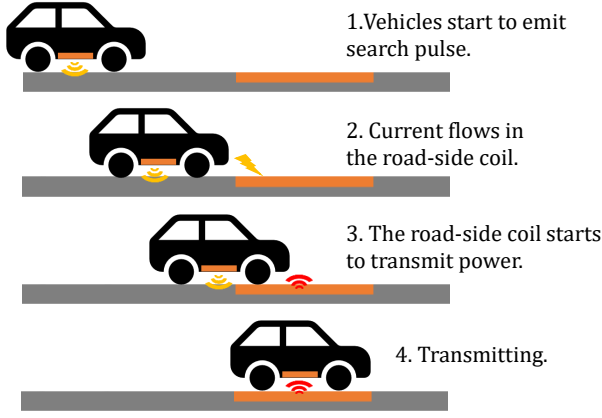 1.Vehicles start to emit
search pulse.
2. Current flows in
the road-side coil.
3. The road-side coil starts
to transmit power.
4. Transmitting.